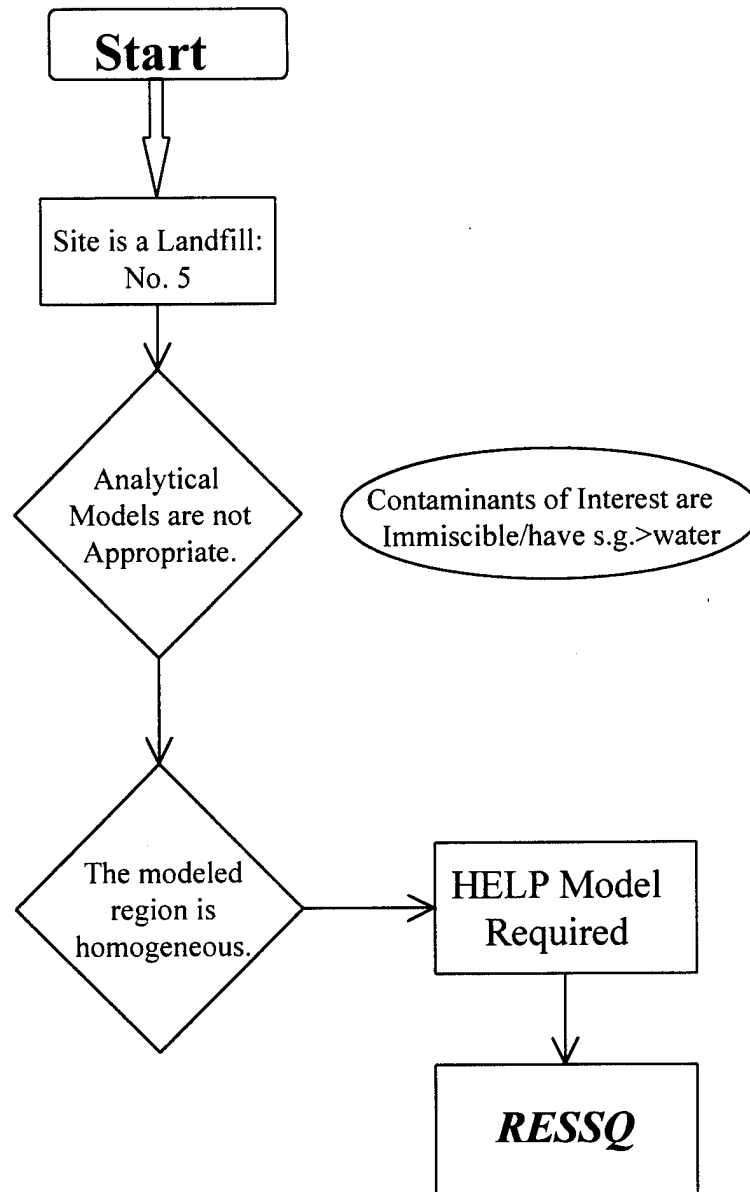 Start
Site is a Landfill:
No. 5
Analytical
Models are not
Appropriate.
Contaminants of Interest are
Immiscible/have s.g.>water
The modeled
region is
homogeneous.
HELP Model
Required
RESSQ